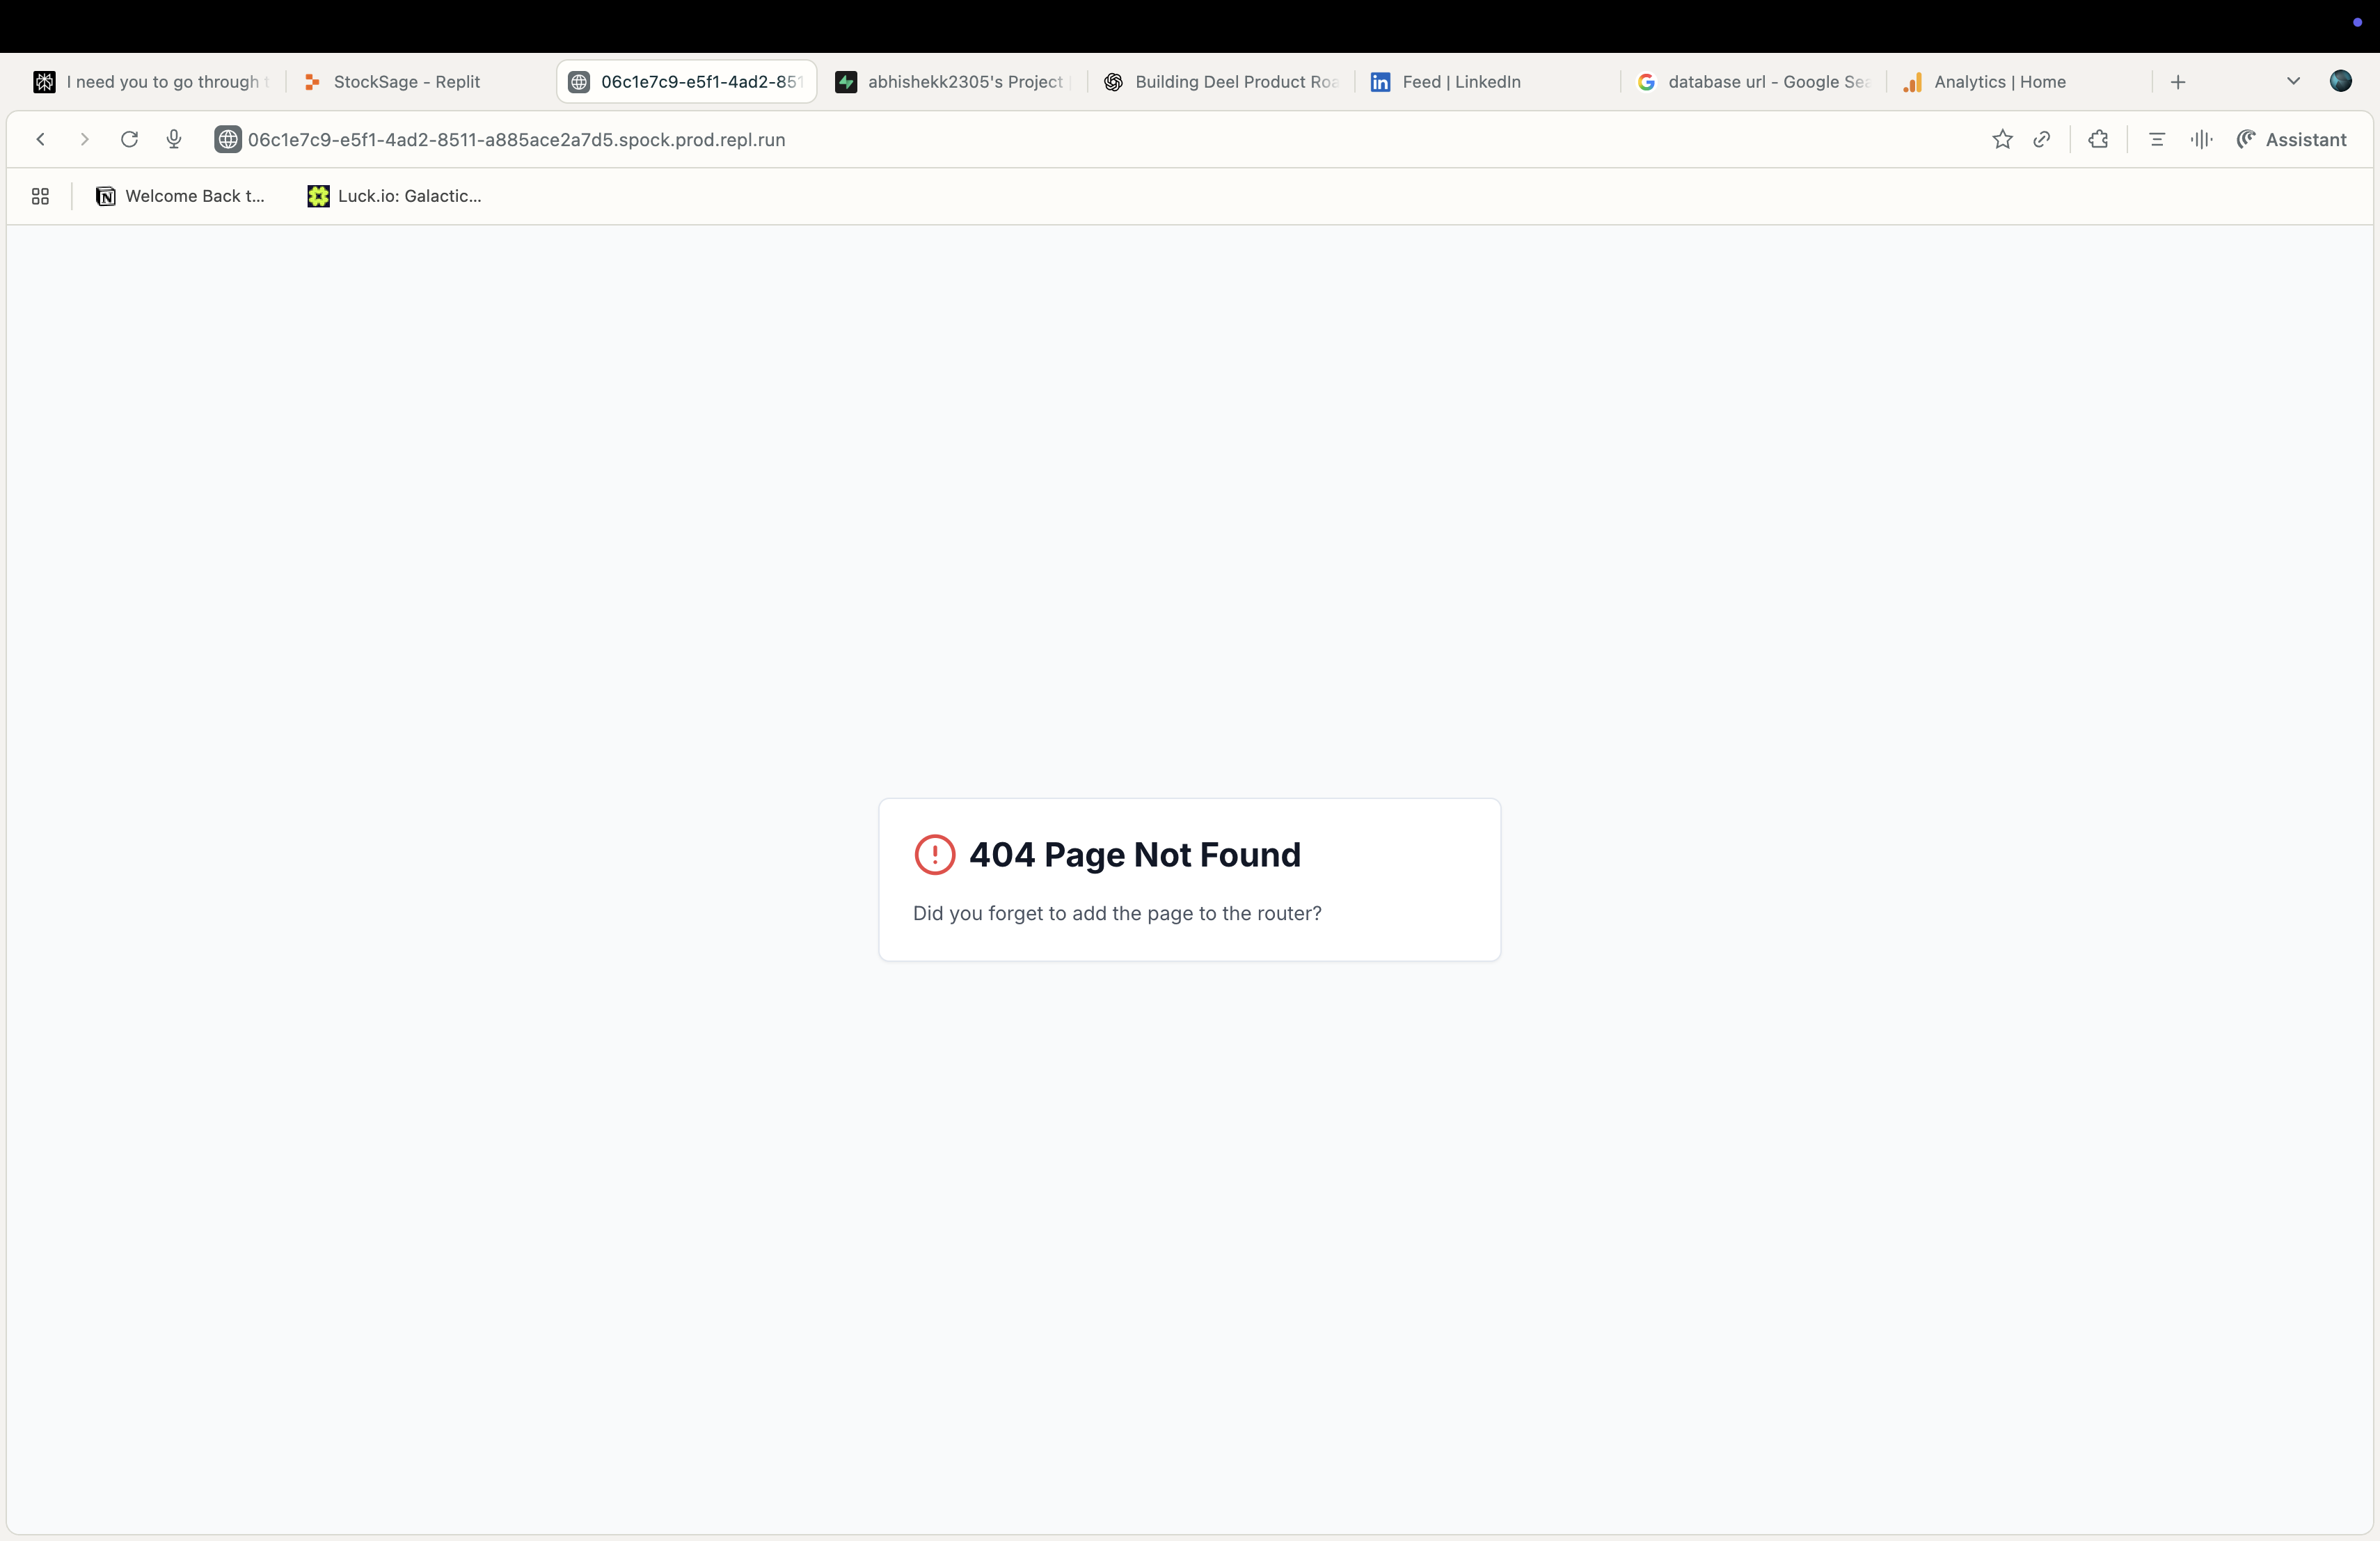 I need you to go through t
StockSage - Replit
06c1e7c9-e5f1-4ad2-851
abhishekk2305's Project
Building Deel Product Roa
Feed | LinkedIn
database url - Google Sea
Analytics | Home
06c1e7c9-e5f1-4ad2-8511-a885ace2a7d5.spock.prod.repl.run
Assistant
Welcome Back t...
Luck.io: Galactic...
404 Page Not Found
Did you forget to add the page to the router?